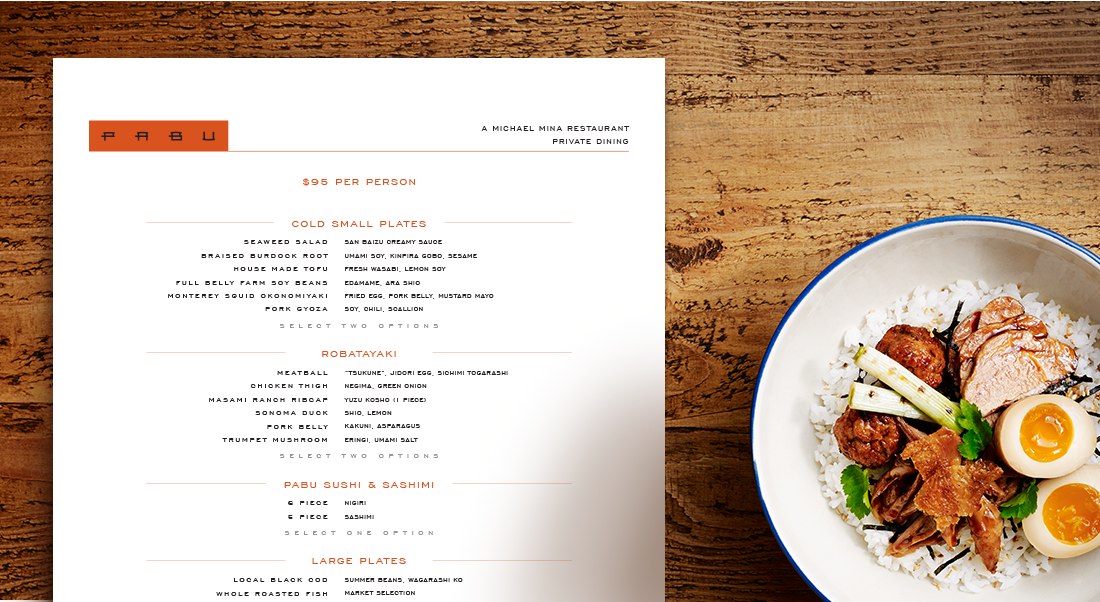 PABU
A MICHAEL MINA RESTAURANT
PRIVATE DINING
$95 PER PERSON
COLD SMALL PLATES
SEAWEED SALAD SAN BAIZU CREAMY SAUCE
BRAISED BURDOCK ROOT UMAMI SOY, KINPIRA GOBO, SESAME
HOUSE MADE TOFU FRESH WASABI, LEMON SOY
FULL BELLY FARM SOY BEANS EDAMAME, ARA SHIO
MONTEREY SQUID OKONOMIYAKI FRIED EGG, PORK BELLY, MUSTARD MAYO
PORK GYOZA SOY, CHILI, SCALLION
SELECT TWO OPTIONS
ROBATAYAKI
MEATBALL "TSUKUNE", JIDORI EGG, SICHIMI TOGARASHI
CHICKEN THIGH NEGIMA, GREEN ONION
MASAMI RANCH RIBCAP YUZU KOSHO (1 PIECE)
SONOMA DUCK SHIO, LEMON
PORK BELLY KAKUNI, ASPARAGUS
TRUMPET MUSHROOM ERINGI, UMAMI SALT
SELECT TWO OPTIONS
PABU SUSHI & SASHIMI
6 PIECE NIGIRI
6 PIECE SASHIMI
SELECT ONE OPTION
LARGE PLATES
LOCAL BLACK COD SUMMER BEANS, WAGARASHI KO
WHOLE ROASTED FISH MARKET SELECTION